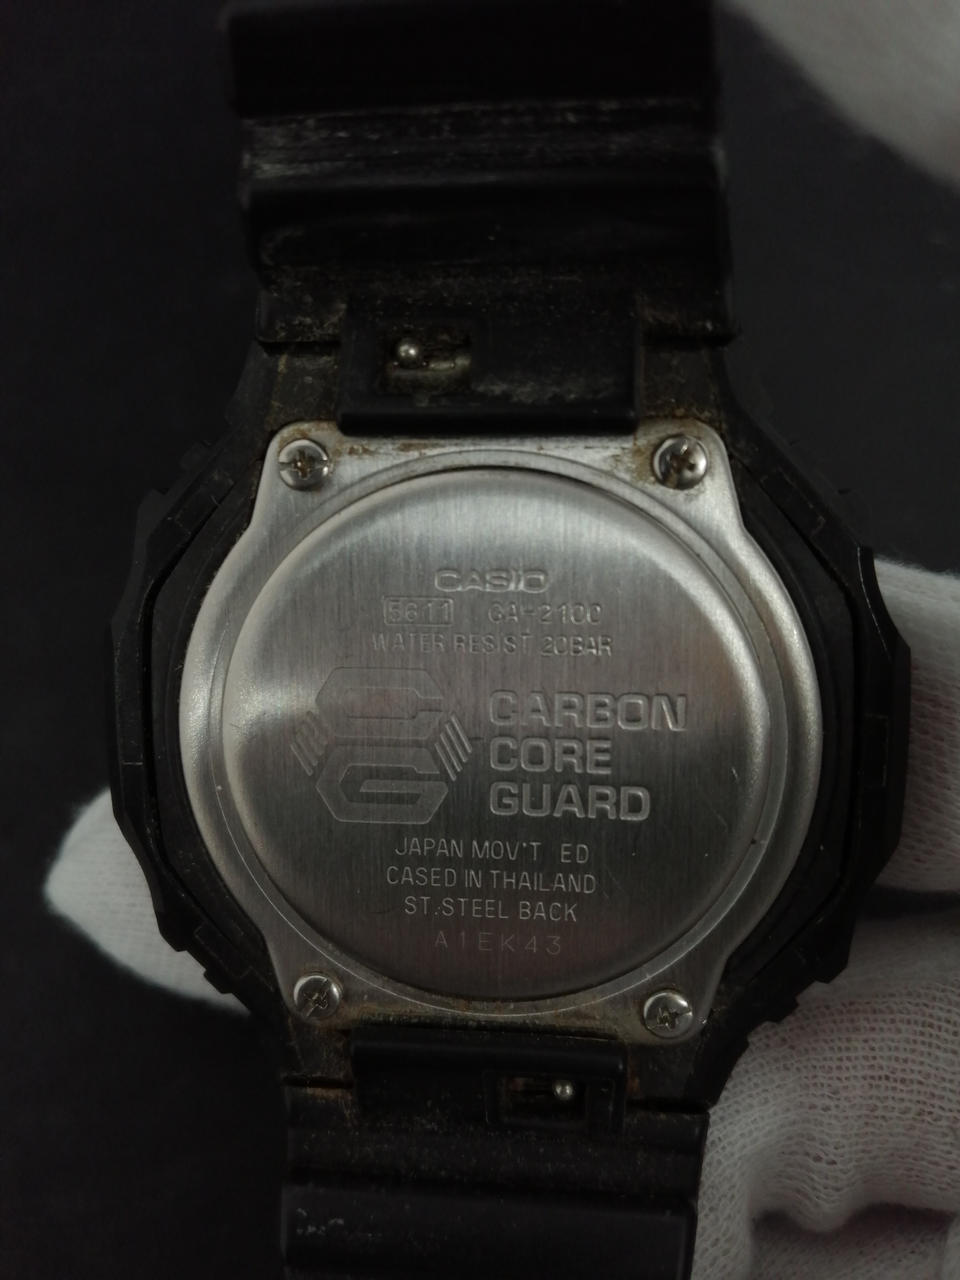 CASIO
5611 GA-2100
WATER RESIST 20BAR
CARBON
CORE
GUARD
JAPAN MOV'T ED
CASED IN THAILAND
ST.STEEL BACK
A1EK43